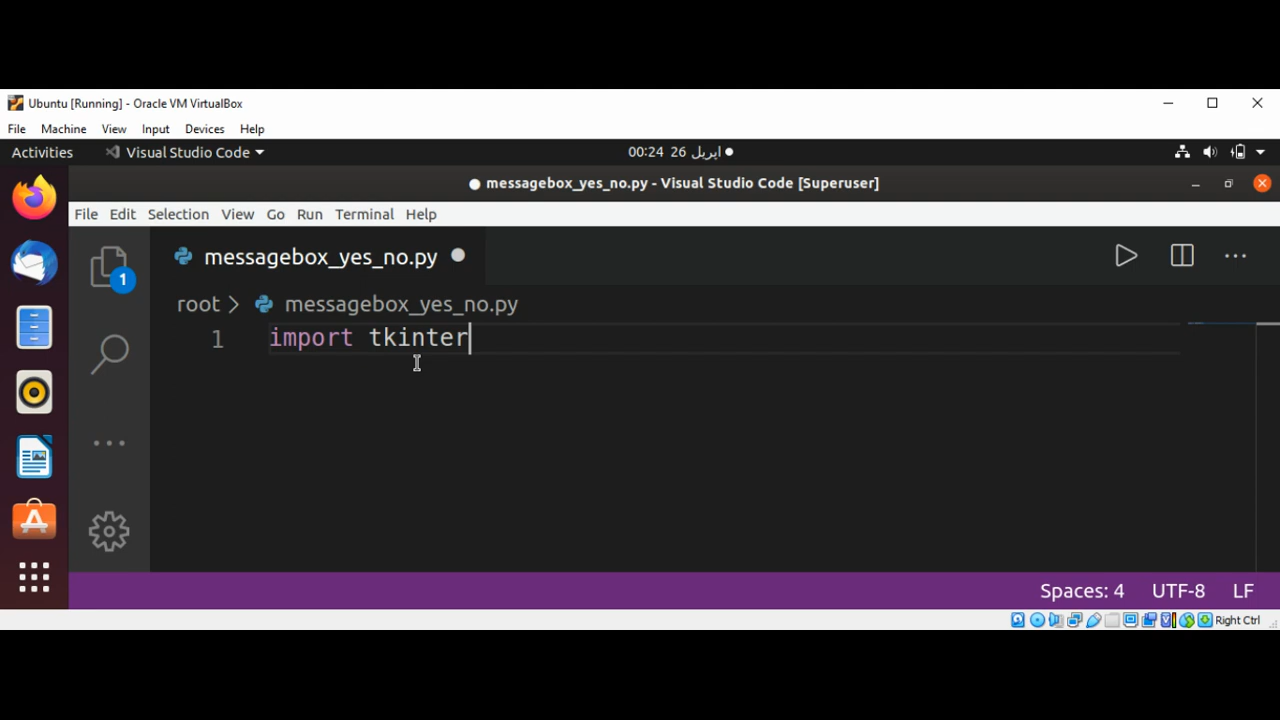 Ubuntu [Running] - Oracle VM VirtualBox
File Machine View Input Devices Help
Activities Visual Studio Code 00:24 26 اپریل
● messagebox_yes_no.py - Visual Studio Code [Superuser]
File Edit Selection View Go Run Terminal Help
messagebox_yes_no.py
1
root > messagebox_yes_no.py
1 import tkinter
Spaces: 4 UTF-8 LF
Right Ctrl